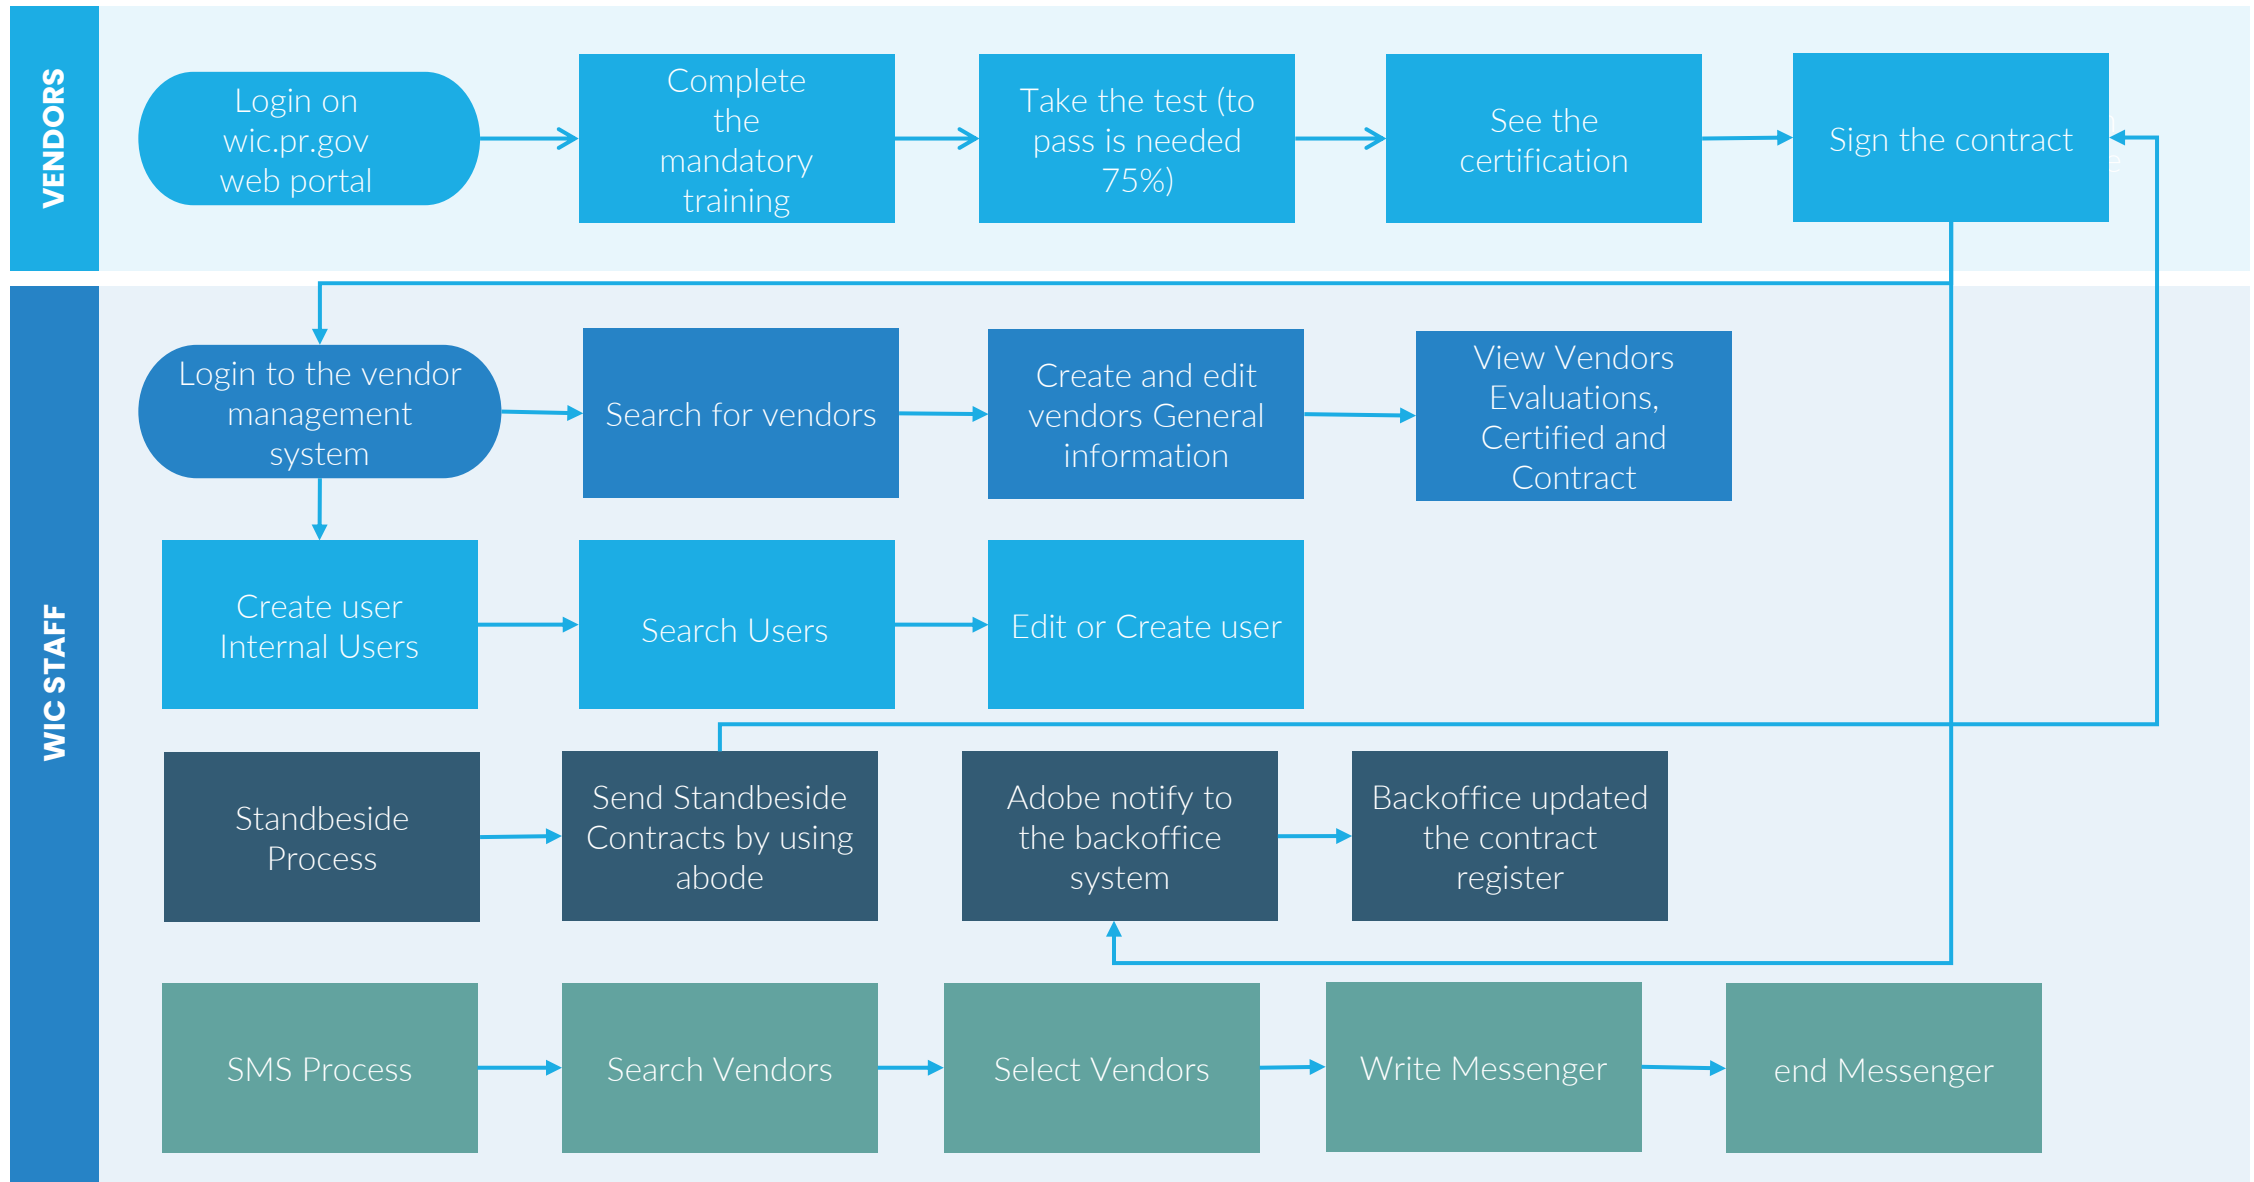 VENDORS
Login on
wic.pr.gov
web portal
Complete
the
mandatory
training
Take the test (to
pass is needed
75%)
See the
certification
Sign the contract
WIC STAFF
Login to the vendor
management
system
Search for vendors
Create and edit
vendors General
information
View Vendors
Evaluations,
Certified and
Contract
Create user
Internal Users
Search Users
Edit or Create user
Standbeside
Process
Send Standbeside
Contracts by using
abode
Adobe notify to
the backoffice
system
Backoffice updated
the contract
register
SMS Process
Search Vendors
Select Vendors
Write Messenger
end Messenger